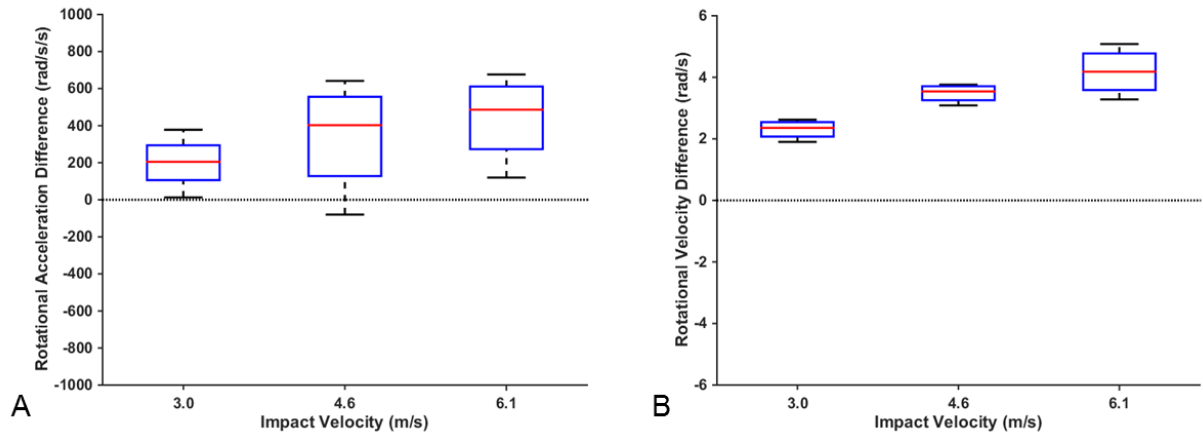 Rotational Acceleration Difference (rad/s/s)
1000
800
600
400
200
0
-200
-400
-600
-800
-1000
3.0 4.6 6.1
Impact Velocity (m/s)
A
Rotational Velocity Difference (rad/s)
6
4
2
0
-2
-4
-6
3.0 4.6 6.1
Impact Velocity (m/s)
B